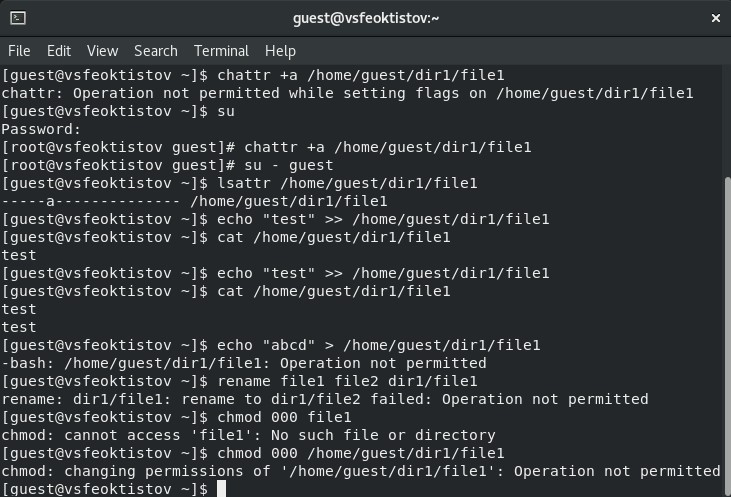 guest@vsfeoktistov:~
File Edit View Search Terminal Help
[guest@vsfeoktistov ~]$ chattr +a /home/guest/dir1/file1
chattr: Operation not permitted while setting flags on /home/guest/dir1/file1
[guest@vsfeoktistov ~]$ su
Password:
[root@vsfeoktistov guest]# chattr +a /home/guest/dir1/file1
[root@vsfeoktistov guest]# su - guest
[guest@vsfeoktistov ~]$ lsattr /home/guest/dir1/file1
-----a-------------- /home/guest/dir1/file1
[guest@vsfeoktistov ~]$ echo "test" >> /home/guest/dir1/file1
[guest@vsfeoktistov ~]$ cat /home/guest/dir1/file1
test
[guest@vsfeoktistov ~]$ echo "test" >> /home/guest/dir1/file1
[guest@vsfeoktistov ~]$ cat /home/guest/dir1/file1
test
test
[guest@vsfeoktistov ~]$ echo "abcd" > /home/guest/dir1/file1
-bash: /home/guest/dir1/file1: Operation not permitted
[guest@vsfeoktistov ~]$ rename file1 file2 dir1/file1
rename: dir1/file1: rename to dir1/file2 failed: Operation not permitted
[guest@vsfeoktistov ~]$ chmod 000 file1
chmod: cannot access 'file1': No such file or directory
[guest@vsfeoktistov ~]$ chmod 000 /home/guest/dir1/file1
chmod: changing permissions of '/home/guest/dir1/file1': Operation not permitted
[guest@vsfeoktistov ~]$